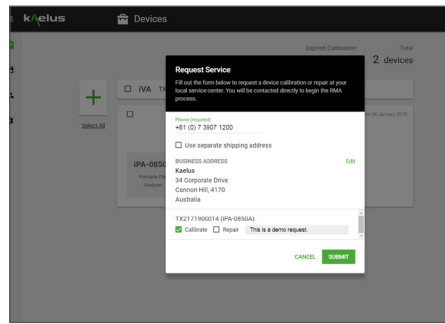 kaelus
Devices
Expired Calibration
Total
2 devices
Select All
iVA
Request Service
Fill out the form below to request a device calibration or repair at your
local service center. You will be contacted directly to begin the RMA
process.
Phone (required)
+61 (0) 7 3907 1200
Use separate shipping address
BUSINESS ADDRESS
Edit
Kaelus
34 Corporate Drive
Cannon Hill, 4170
Australia
TX2171900014 (iPA-0850A)
Calibrate
Repair
This is a demo request.
CANCEL
SUBMIT
iPA-0850
Analyzer